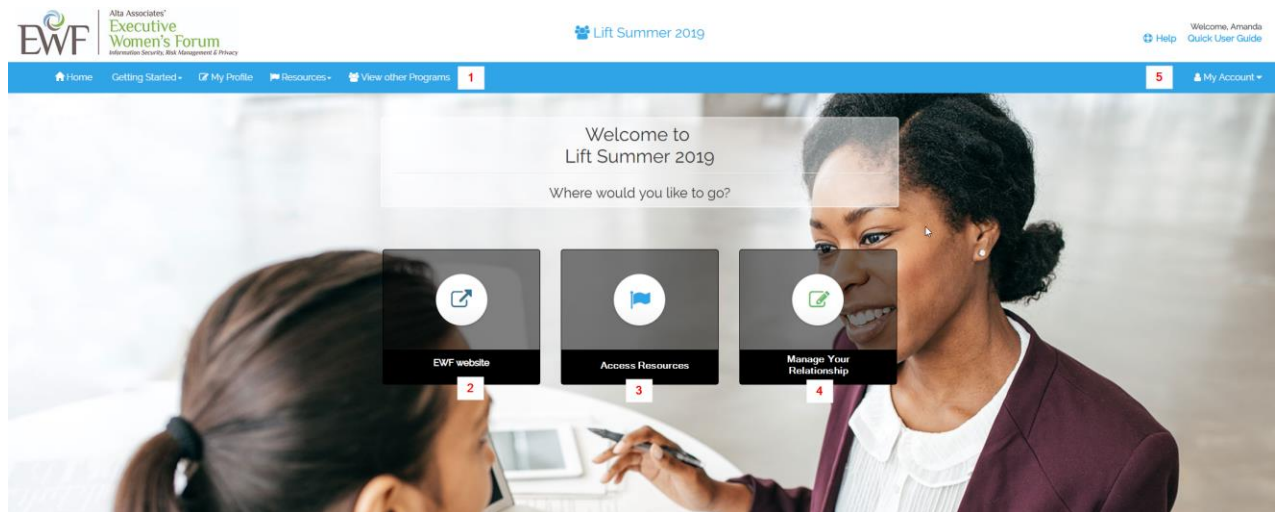 EWF
Alta Associates'
Executive
Women's Forum
Information Security, Risk Management & Privacy
Lift Summer 2019
Welcome, Amanda
Help Quick User Guide
Home Getting Started My Profile Resources View other Programs 1 5 My Account
Welcome to
Lift Summer 2019
Where would you like to go?
EWF website
2
Access Resources
3
Manage Your
Relationship
4